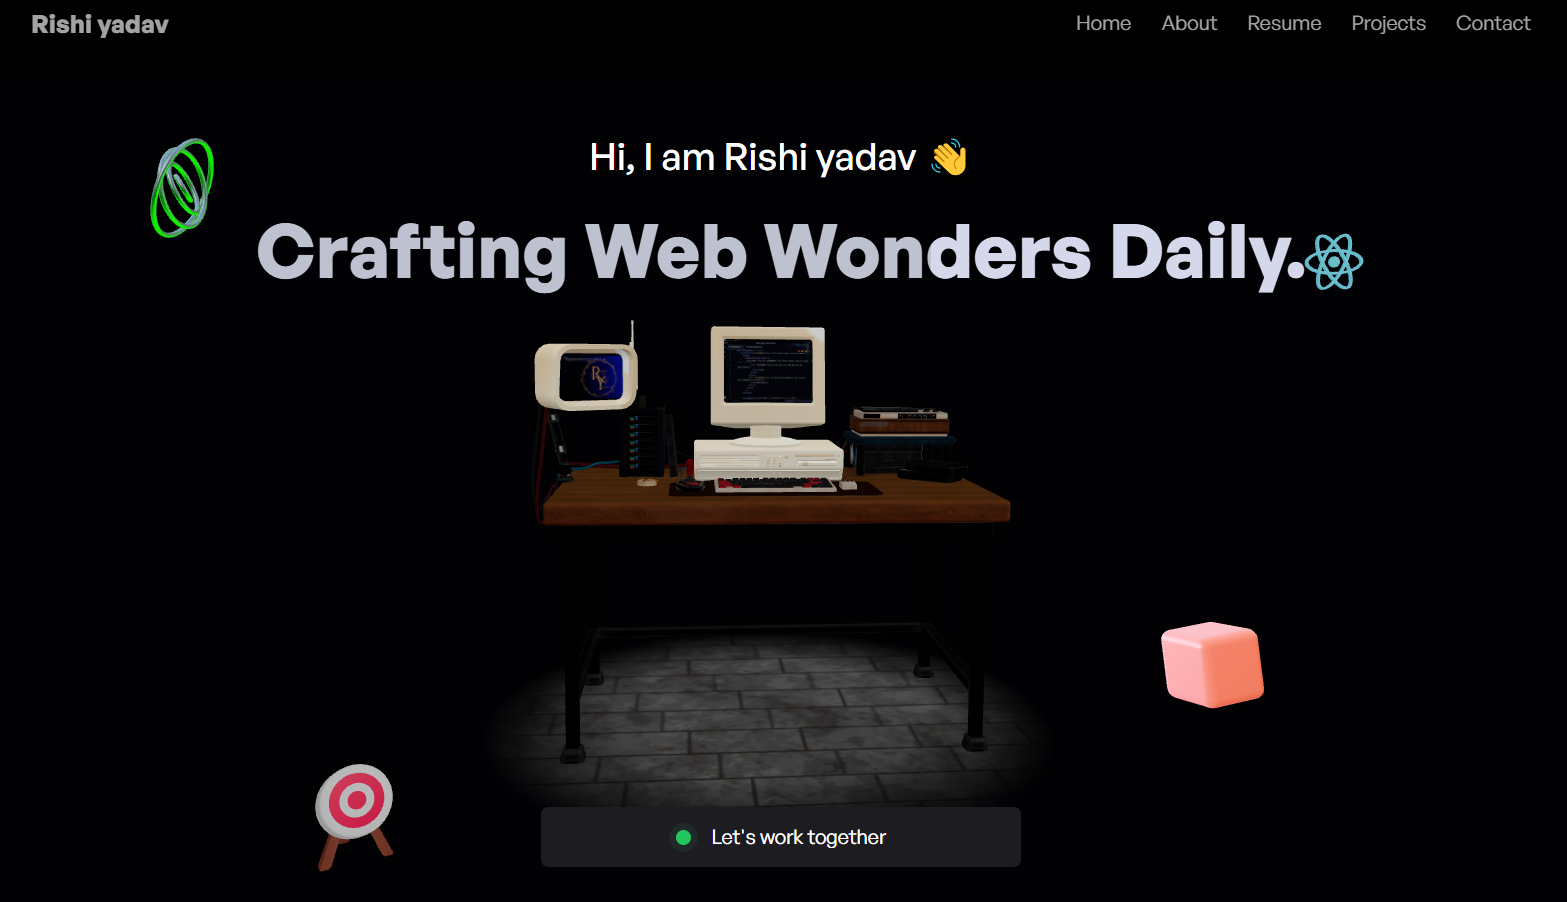 Rishi yadav
Home About Resume Projects Contact
Hi, I am Rishi yadav 👋
Crafting Web Wonders Daily.
Let's work together